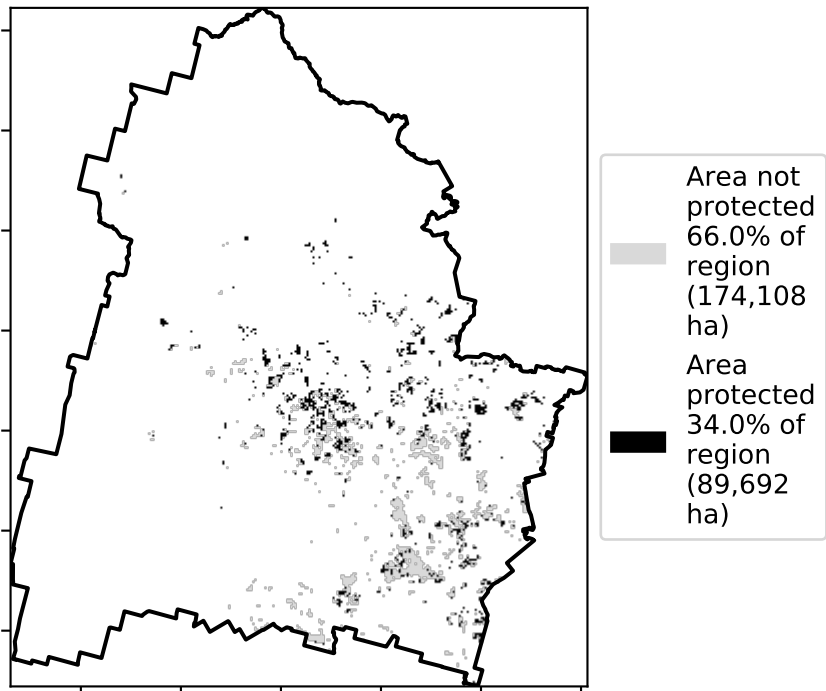 Area not
protected
66.0% of
region
(174,108
ha)
Area
protected
34.0% of
region
(89,692
ha)